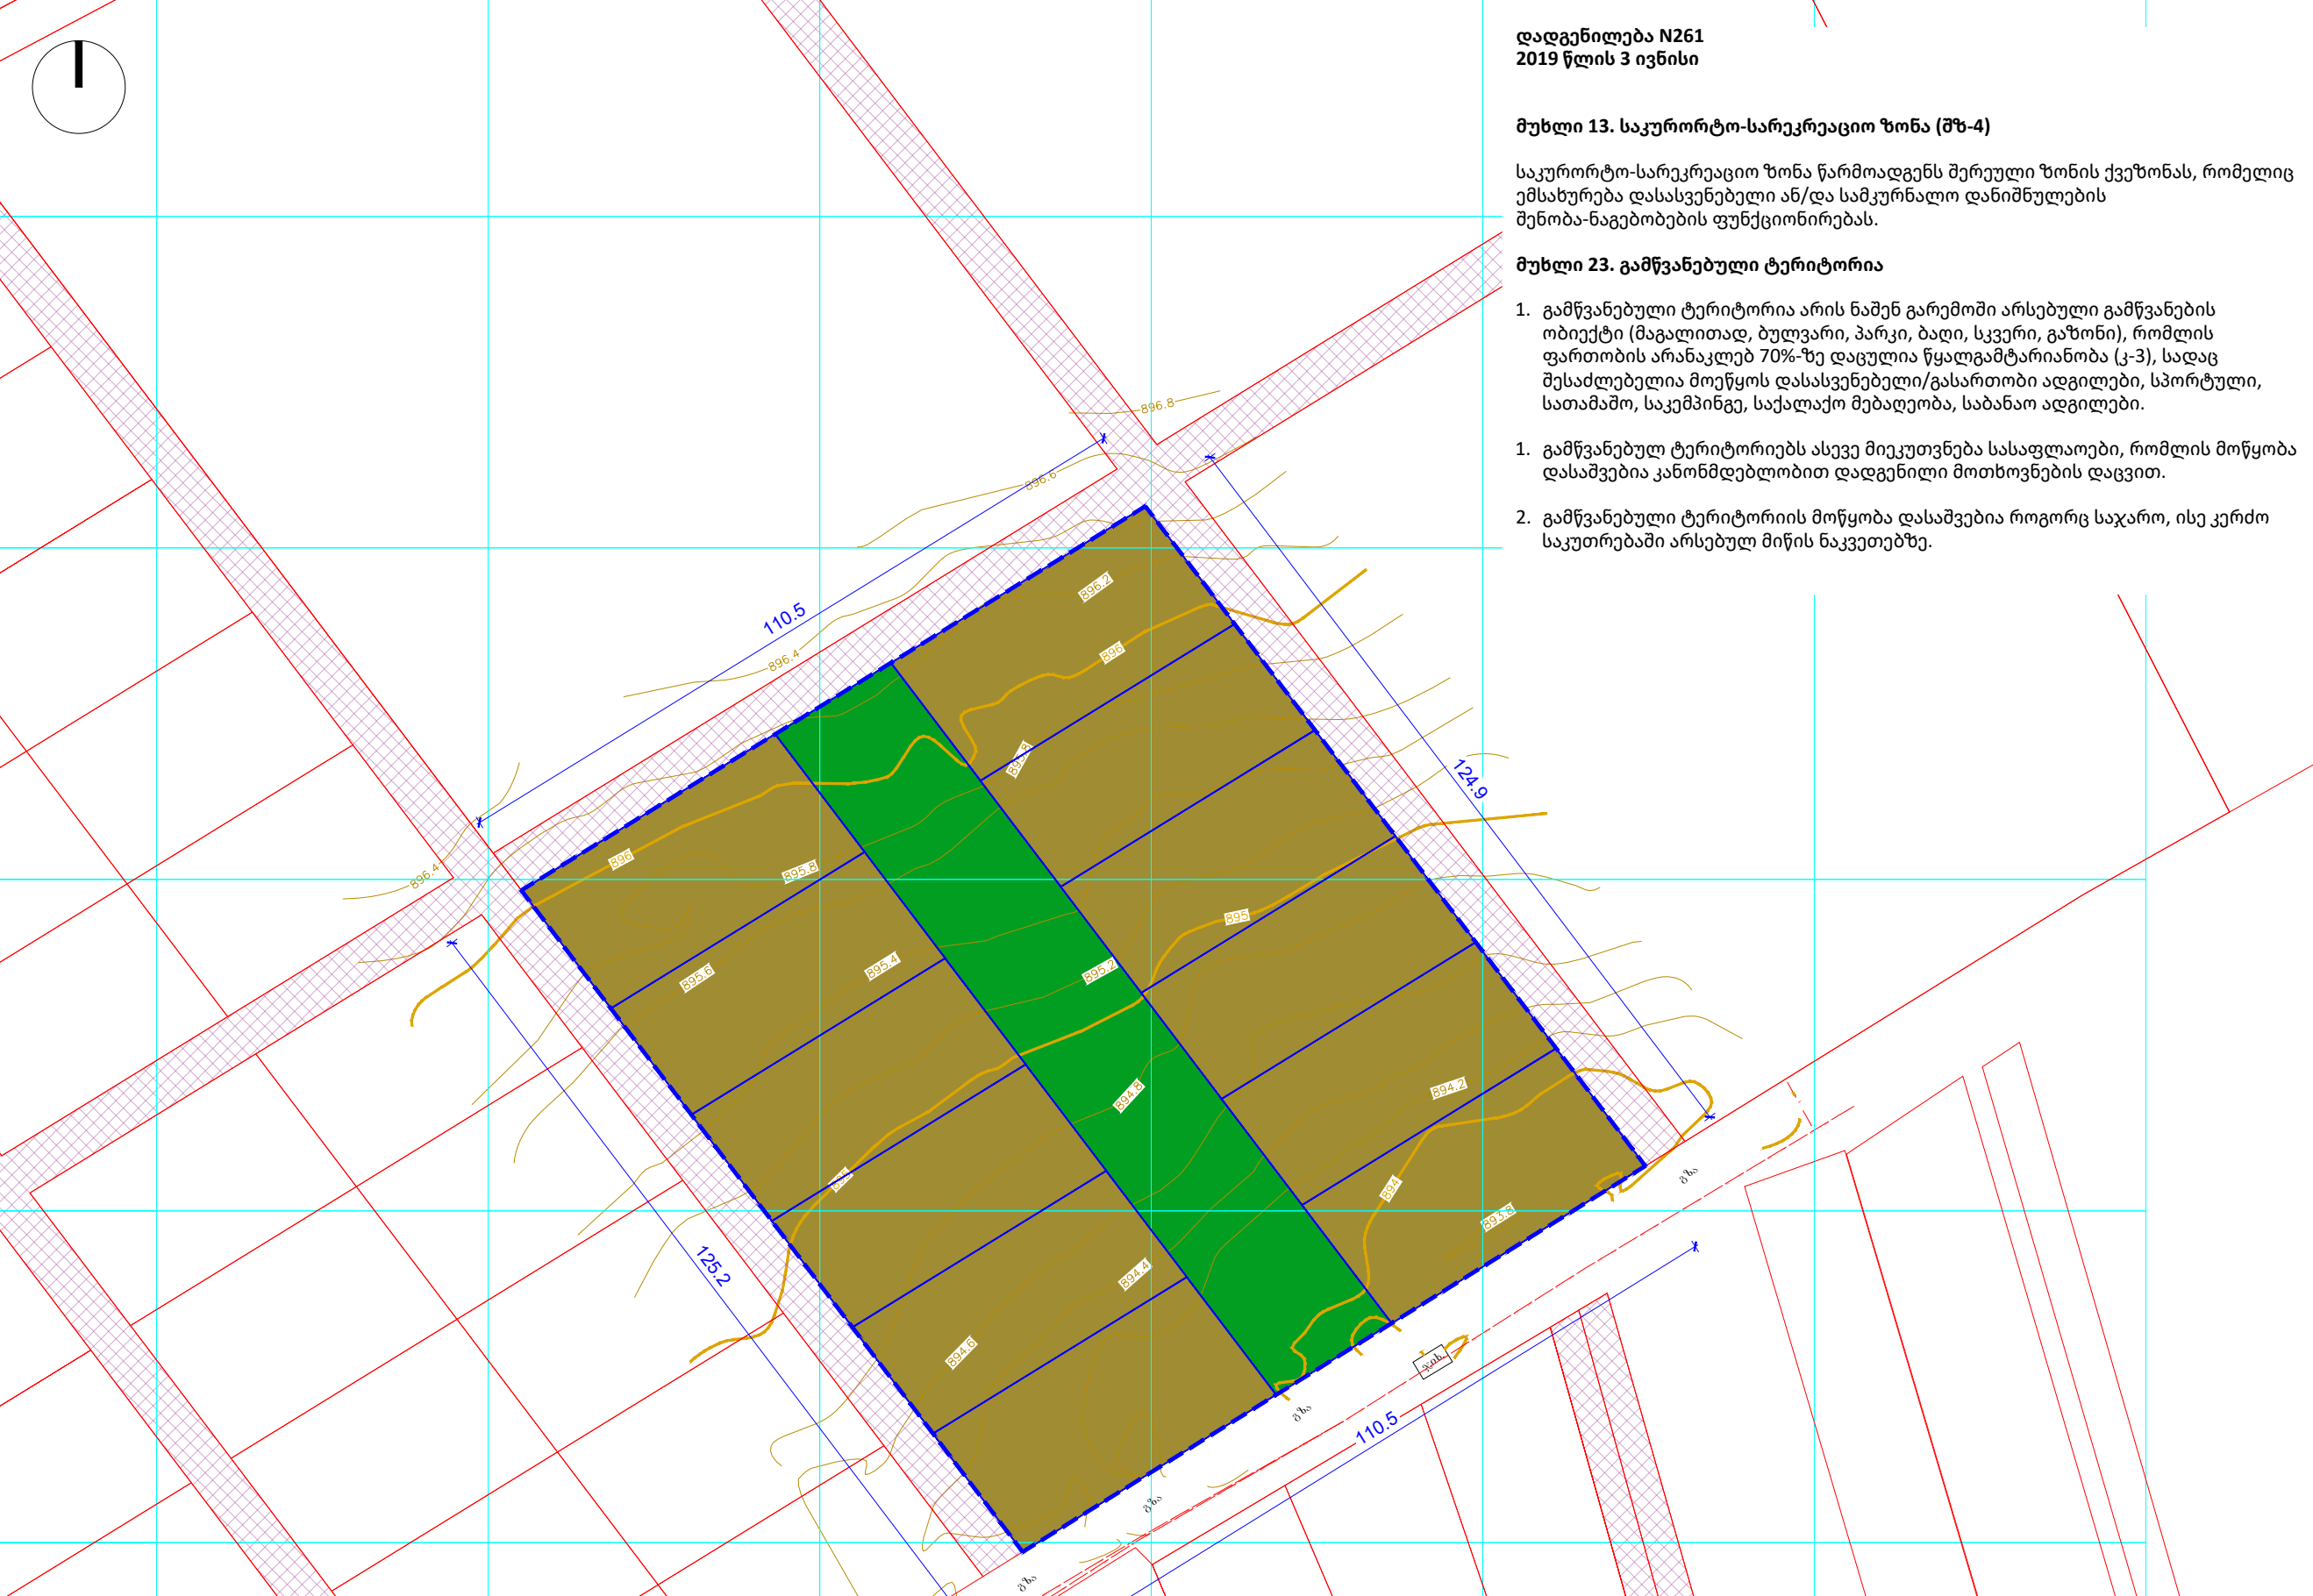 დადგენილება N261
2019 წლის 3 ივნისი
მუხლი 13. საკურორტო-სარეკრეაციო ზონა (შზ-4)
საკურორტო-სარეკრეაციო ზონა წარმოადგენს შერეული ზონის ქვეზონას, რომელიც
ემსახურება დასასვენებელი ან/და სამკურნალო დანიშნულების
შენობა-ნაგებობების ფუნქციონირებას.
მუხლი 23. გამწვანებული ტერიტორია
1. გამწვანებული ტერიტორია არის ნაშენ გარემოში არსებული გამწვანების
ობიექტი (მაგალითად, ბულვარი, პარკი, ბაღი, სკვერი, გაზონი), რომლის
ფართობის არანაკლებ 70%-ზე დაცულია წყალგამტარიანობა (კ-3), სადაც
შესაძლებელია მოეწყოს დასასვენებელი/გასართობი ადგილები, სპორტული,
სათამაშო, საკემპინგე, საქალაქო მებაღეობა, საბანაო ადგილები.
1. გამწვანებულ ტერიტორიებს ასევე მიეკუთვნება სასაფლაოები, რომლის მოწყობა
დასაშვებია კანონმდებლობით დადგენილი მოთხოვნების დაცვით.
2. გამწვანებული ტერიტორიის მოწყობა დასაშვებია როგორც საჯარო, ისე კერძო
საკუთრებაში არსებულ მიწის ნაკვეთებზე.
896.8
896.6
896.2
110.5
896
896.4
895.8
124.9
896
895.8
896.4
895
895.4
895.2
895.6
894.2
894.8
გზა
894
893.8
125.2
894.4
894.6
გზა
110.5
გზა
გზა